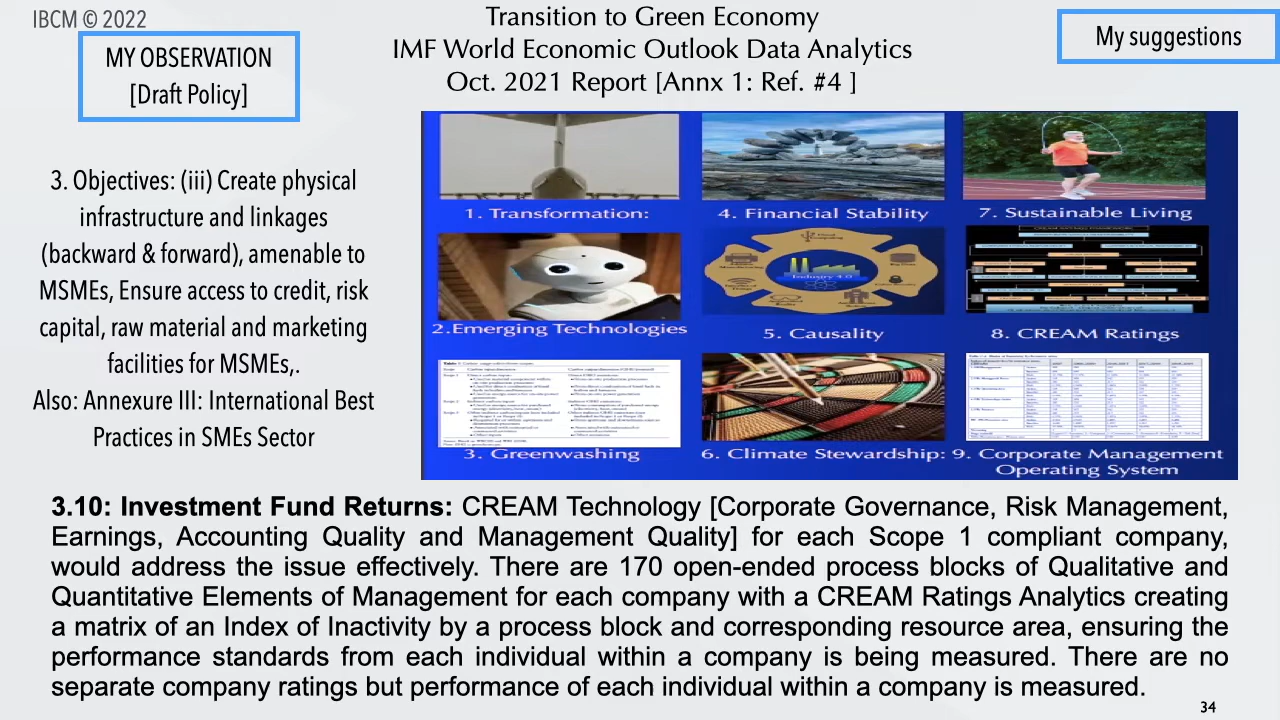 IBCM © 2022
Transition to Green Economy
IMF World Economic Outlook Data Analytics
Oct. 2021 Report [Annx 1: Ref. #4 ]
MY OBSERVATION
[Draft Policy]
My suggestions
3. Objectives: (iii) Create physical
infrastructure and linkages
(backward & forward), amenable to
MSMEs, Ensure access to credit, risk
capital, raw material and marketing
facilities for MSMEs,.
Also: Annexure III: International Best
Practices in SMEs Sector
1. Transformation:
4. Financial Stability
7. Sustainable Living
Industry 4.0
2.Emerging Technologies
5. Causality
8. CREAM Ratings
3. Greenwashing
6. Climate Stewardship:
9. Corporate Management
Operating System
3.10: Investment Fund Returns: CREAM Technology [Corporate Governance, Risk Management,
Earnings, Accounting Quality and Management Quality] for each Scope 1 compliant company,
would address the issue effectively. There are 170 open-ended process blocks of Qualitative and
Quantitative Elements of Management for each company with a CREAM Ratings Analytics creating
a matrix of an Index of Inactivity by a process block and corresponding resource area, ensuring the
performance standards from each individual within a company is being measured. There are no
separate company ratings but performance of each individual within a company is measured.
34